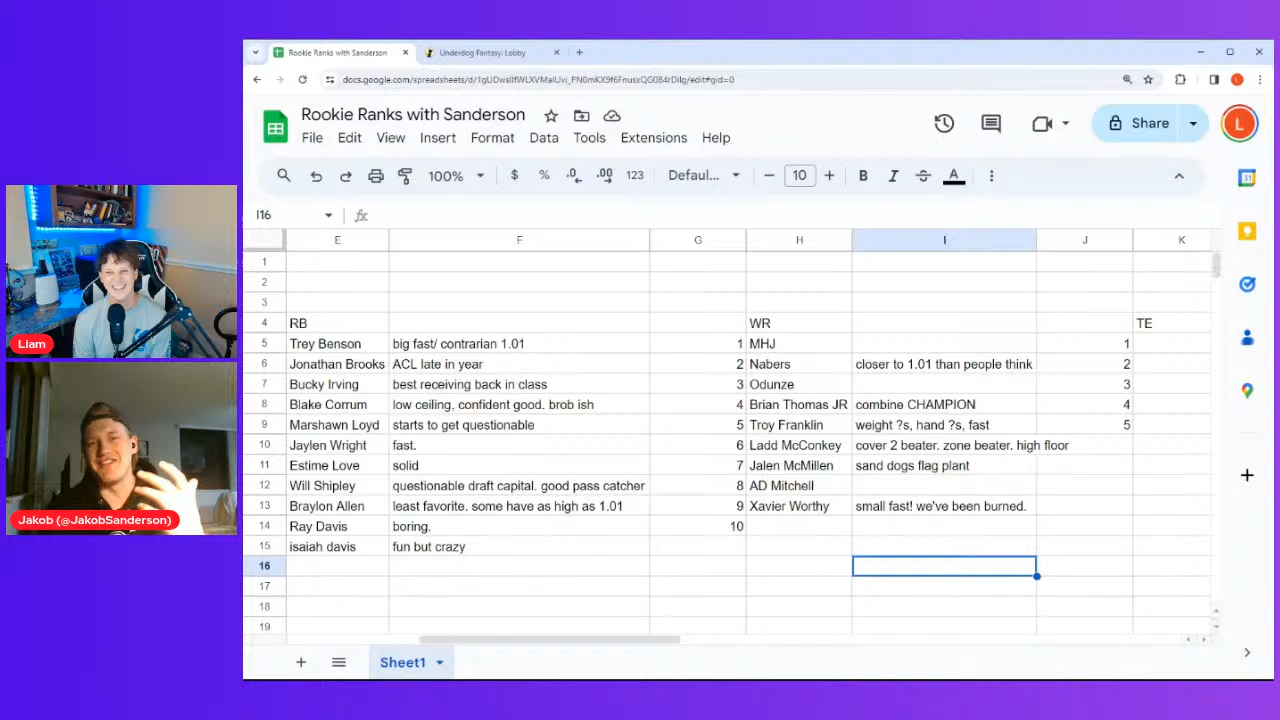 Rookie Ranks with Sanderson
Underdog Fantasy: Lobby
Rookie Ranks with Sanderson
File Edit View Insert Format Data Tools Extensions Help
Share
L
100% $ % .0 .00 123 Defaul... 10 B I A
I16 fx
E F G H I J K
1
2
3
4 RB WR TE
5 Trey Benson big fast/ contrarian 1.01 1 MHJ 1
6 Jonathan Brooks ACL late in year 2 Nabers closer to 1.01 than people think 2
7 Bucky Irving best receiving back in class 3 Odunze 3
8 Blake Corrum low ceiling, confident good. brob ish 4 Brian Thomas JR combine CHAMPION 4
9 Marshawn Loyd starts to get questionable 5 Troy Franklin weight ?s, hand ?s, fast 5
10 Jaylen Wright fast. 6 Ladd McConkey cover 2 beater. zone beater. high floor
11 Estime Love solid 7 Jalen McMillen sand dogs flag plant
12 Will Shipley questionable draft capital. good pass catcher 8 AD Mitchell
13 Braylon Allen least favorite. some have as high as 1.01 9 Xavier Worthy small fast! we've been burned.
14 Ray Davis boring. 10
15 isaiah davis fun but crazy
16
17
18
19
Sheet1
Liam
Jakob (@JakobSanderson)